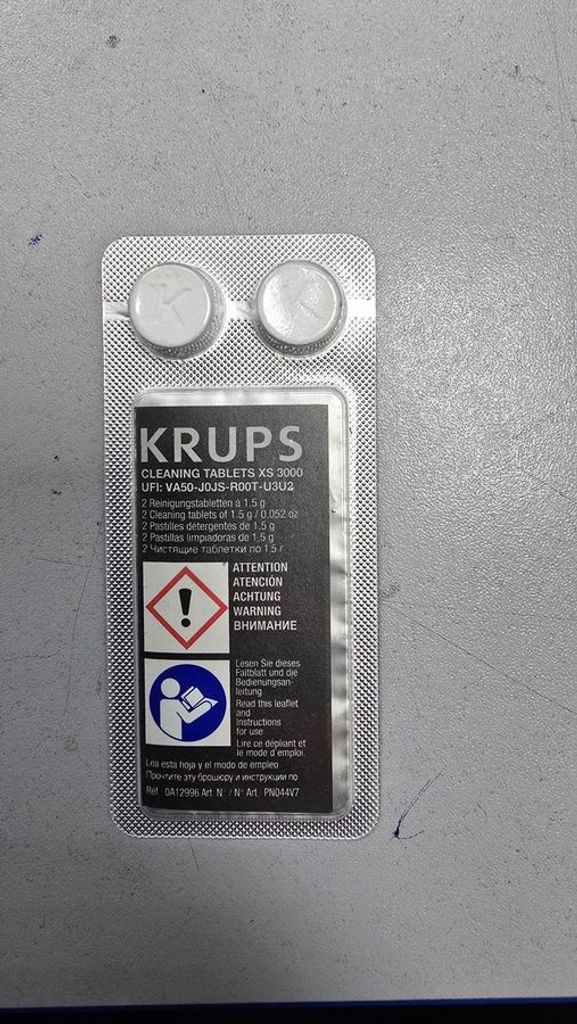 K
K
KRUPS
CLEANING TABLETS XS 3000
UFI: VA50-J0JS-R00T-U3U2
2 Reinigungstabletten à 1,5 g
2 Cleaning tablets of 1.5 g / 0.052 oz
2 Pastilles détergentes de 1,5 g
2 Pastillas limpiadoras de 1,5 g
2 Чистящие таблетки по 1,5 г
ATTENTION
ATENCIÓN
ACHTUNG
WARNING
ВНИМАНИЕ
Lesen Sie dieses
Faltblatt und die
Bedienungsan-
leitung
Read this leaflet
and
Instructions
for use
Lire ce dépliant et
le mode d'emploi.
Lea esta hoja y el modo de empleo
Прочтите эту брошюру и инструкции по
Réf. 0A12996 Art. N° / N° Art. PN044V7